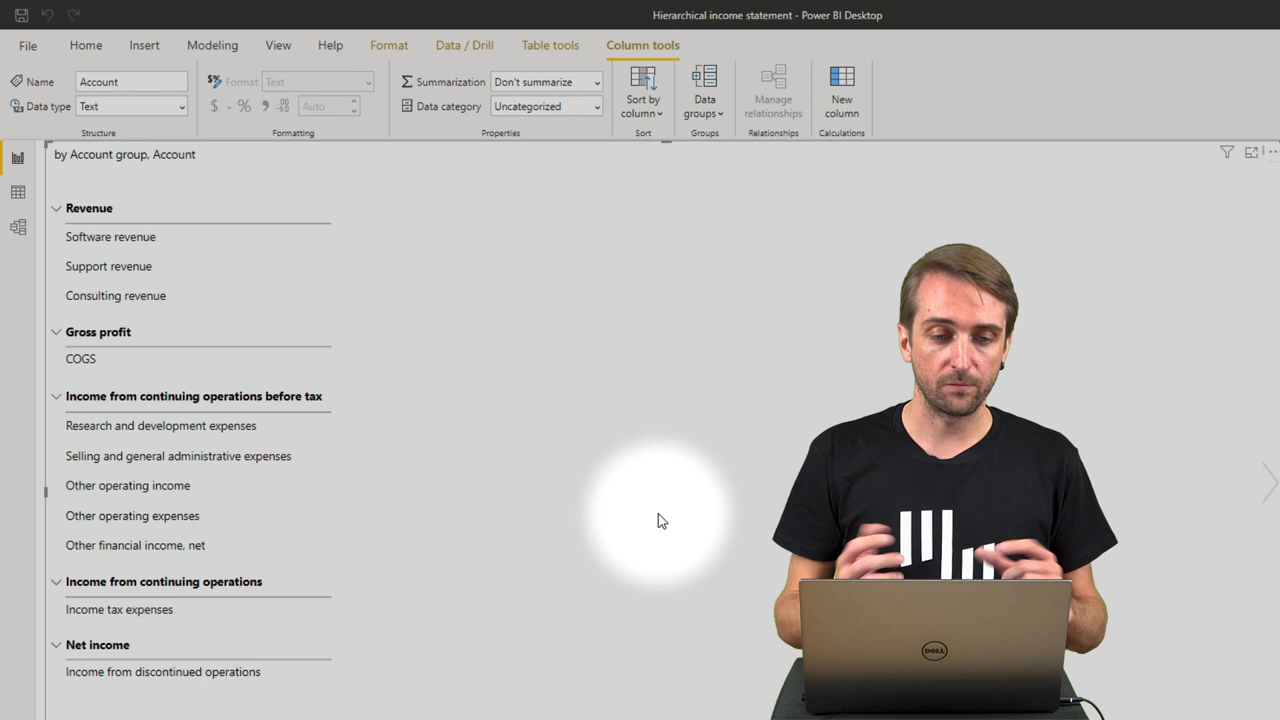 Hierarchical income statement - Power BI Desktop
File Home Insert Modeling View Help Format Data / Drill Table tools Column tools
Name Account
Data type Text
Structure
Format Text
$ % Auto
Formatting
Summarization Don't summarize
Data category Uncategorized
Properties
Sort by
column
Sort
Data
groups
Groups
Manage
relationships
Relationships
New
column
Calculations
by Account group, Account
Revenue
Software revenue
Support revenue
Consulting revenue
Gross profit
COGS
Income from continuing operations before tax
Research and development expenses
Selling and general administrative expenses
Other operating income
Other operating expenses
Other financial income, net
Income from continuing operations
Income tax expenses
Net income
Income from discontinued operations
DELL